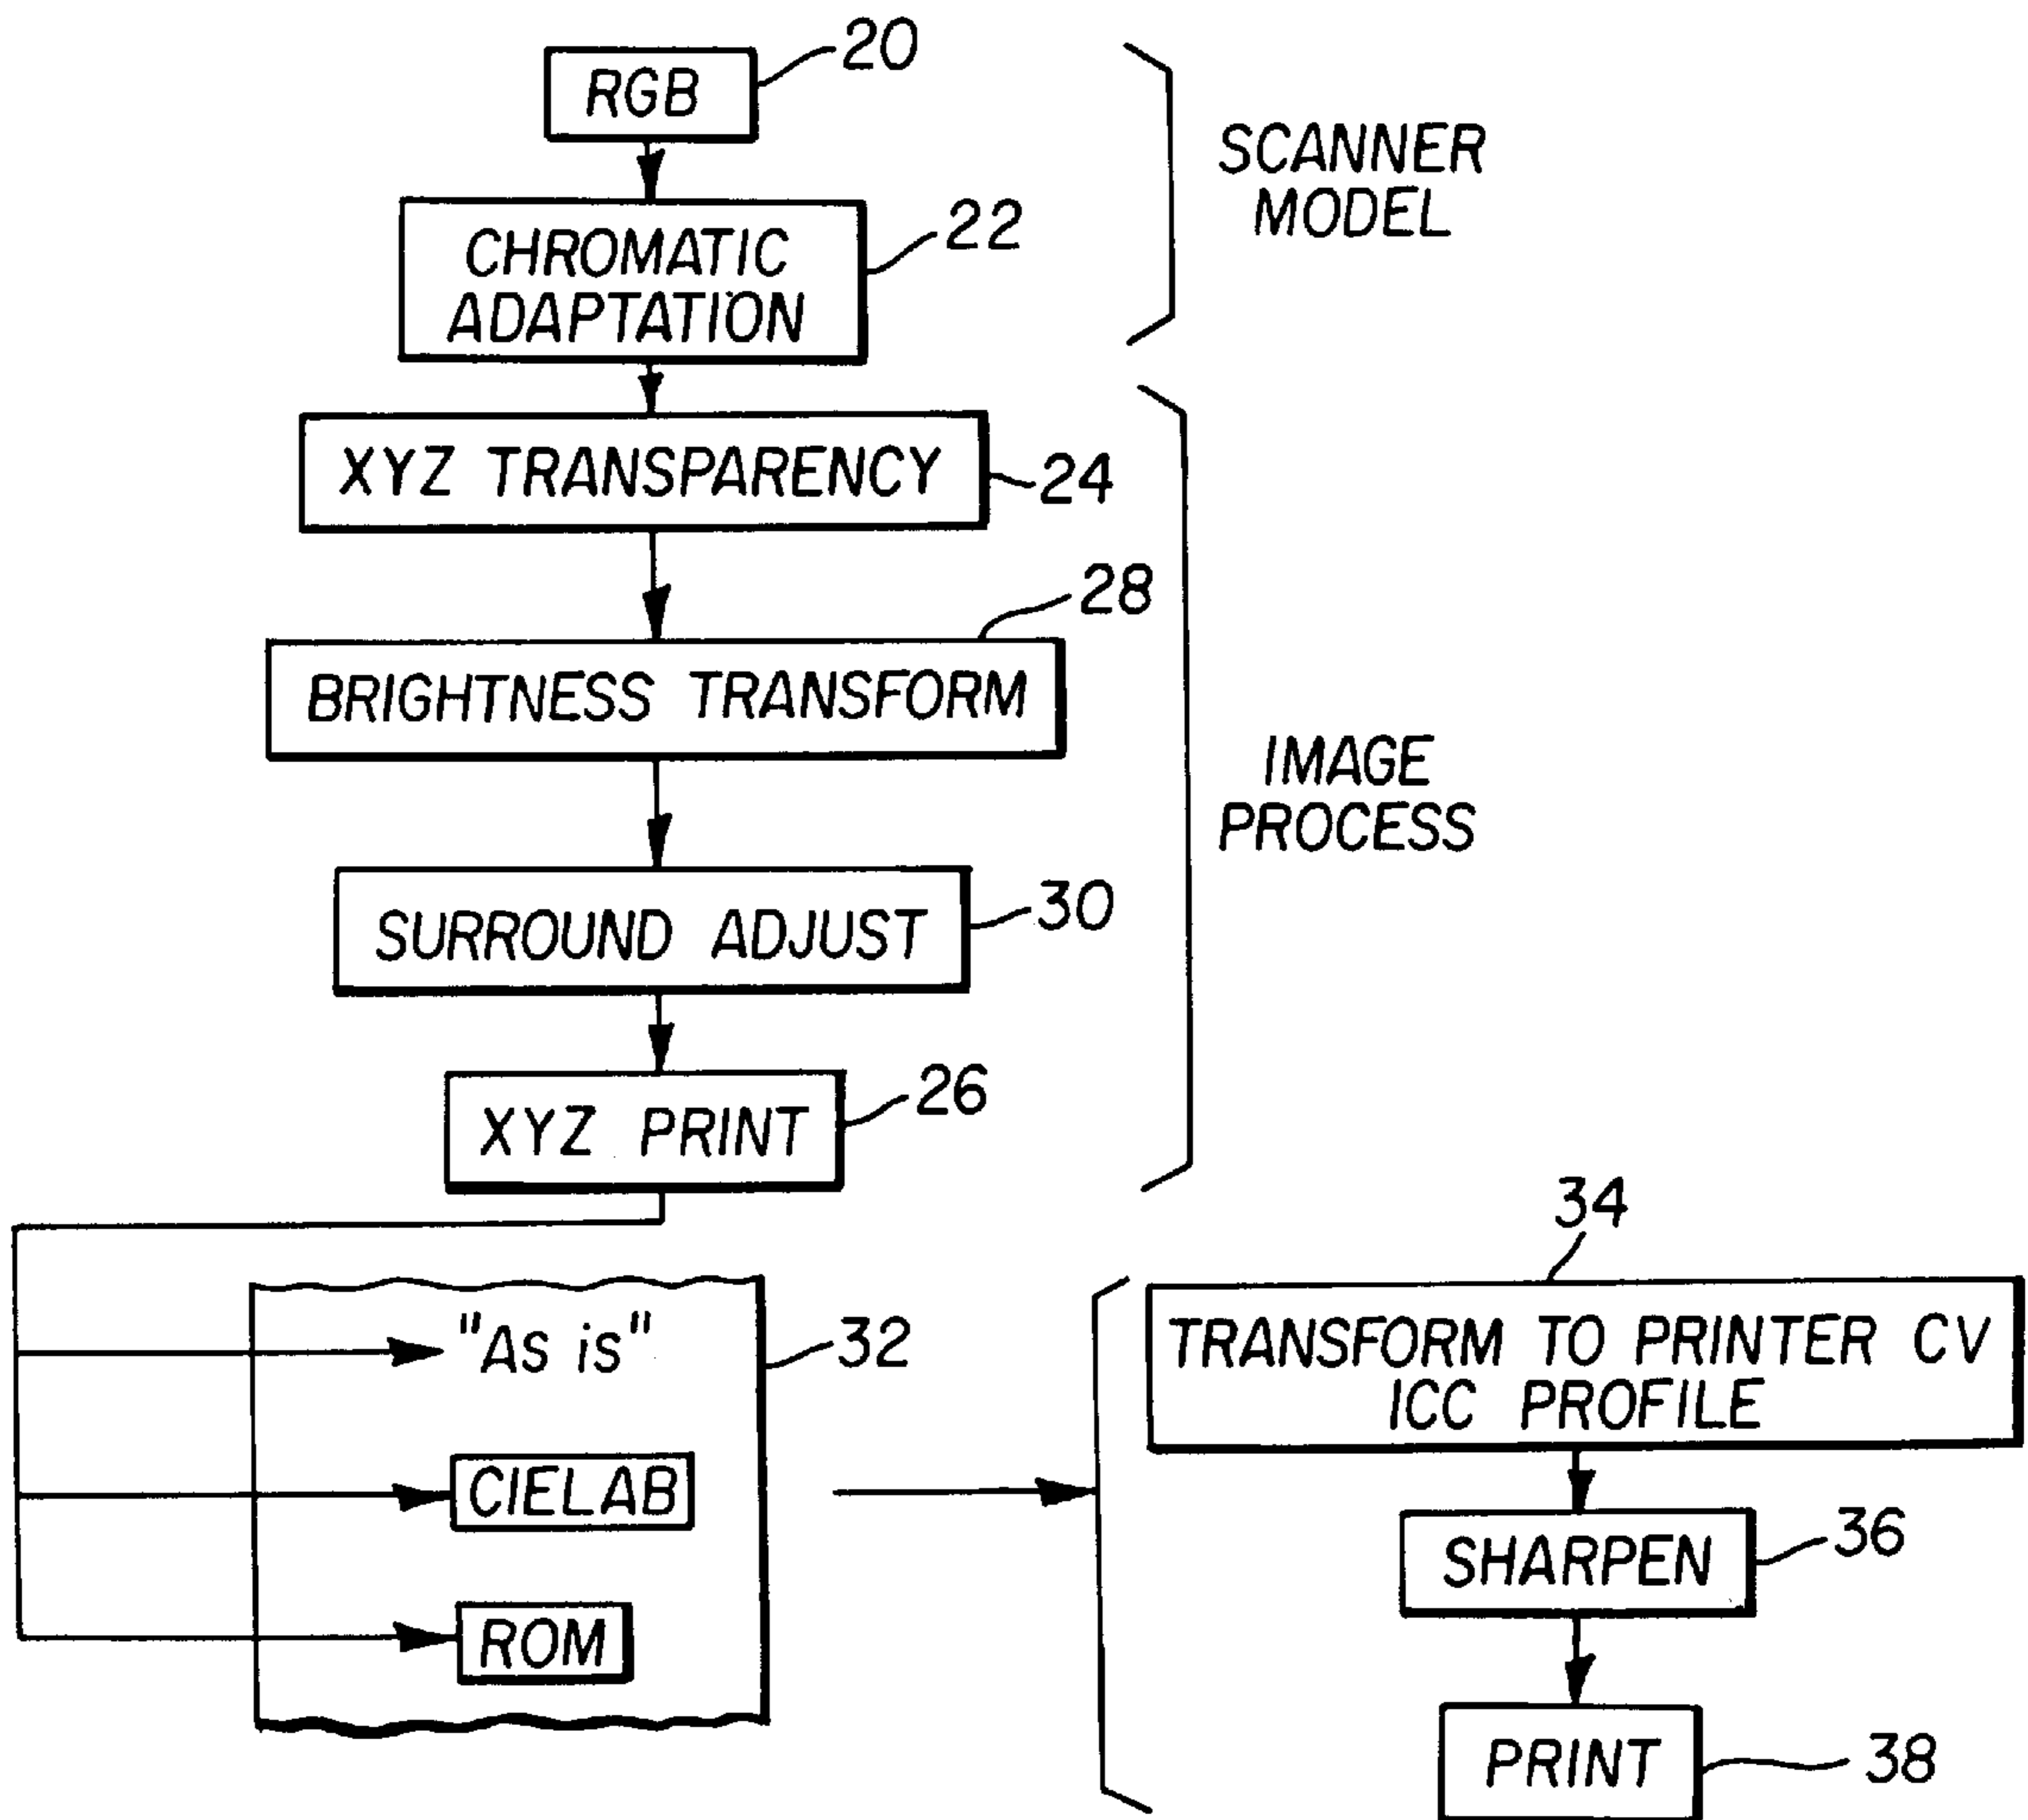 20
RGB
SCANNER
MODEL
22
CHROMATIC
ADAPTATION
XYZ TRANSPARENCY
24
28
BRIGHTNESS TRANSFORM
IMAGE
PROCESS
SURROUND ADJUST
30
XYZ PRINT
26
34
"As is"
32
TRANSFORM TO PRINTER CV
ICC PROFILE
CIELAB
SHARPEN
36
ROM
PRINT
38